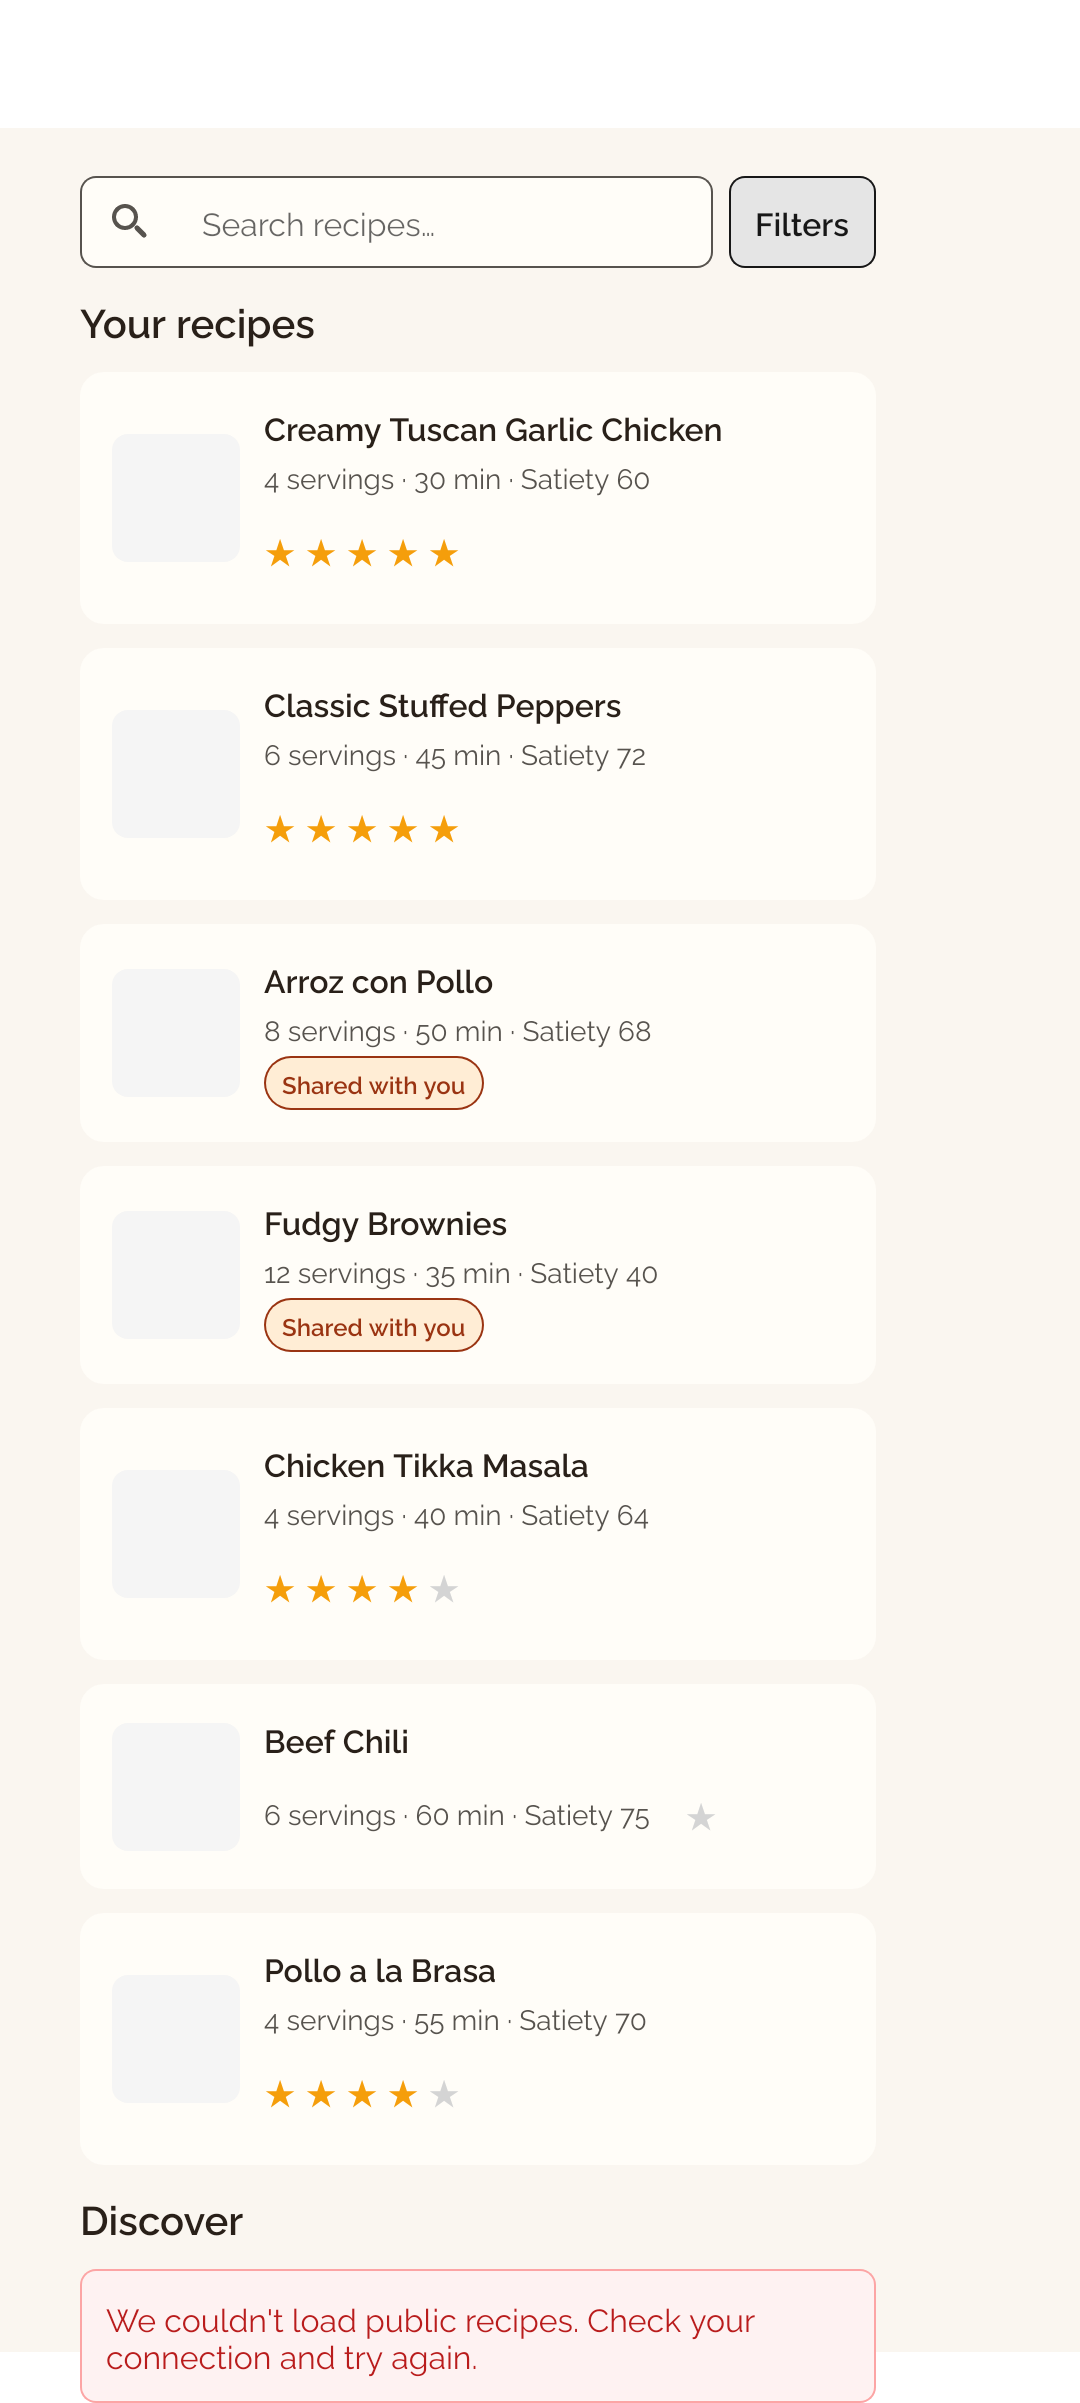 Search recipes...
Filters
Your recipes
Creamy Tuscan Garlic Chicken
4 servings · 30 min · Satiety 60
★ ★ ★ ★ ★
Classic Stuffed Peppers
6 servings · 45 min · Satiety 72
★ ★ ★ ★ ★
Arroz con Pollo
8 servings · 50 min · Satiety 68
Shared with you
Fudgy Brownies
12 servings · 35 min · Satiety 40
Shared with you
Chicken Tikka Masala
4 servings · 40 min · Satiety 64
★ ★ ★ ★ ★
Beef Chili
6 servings · 60 min · Satiety 75 ★
Pollo a la Brasa
4 servings · 55 min · Satiety 70
★ ★ ★ ★ ★
Discover
We couldn't load public recipes. Check your
connection and try again.